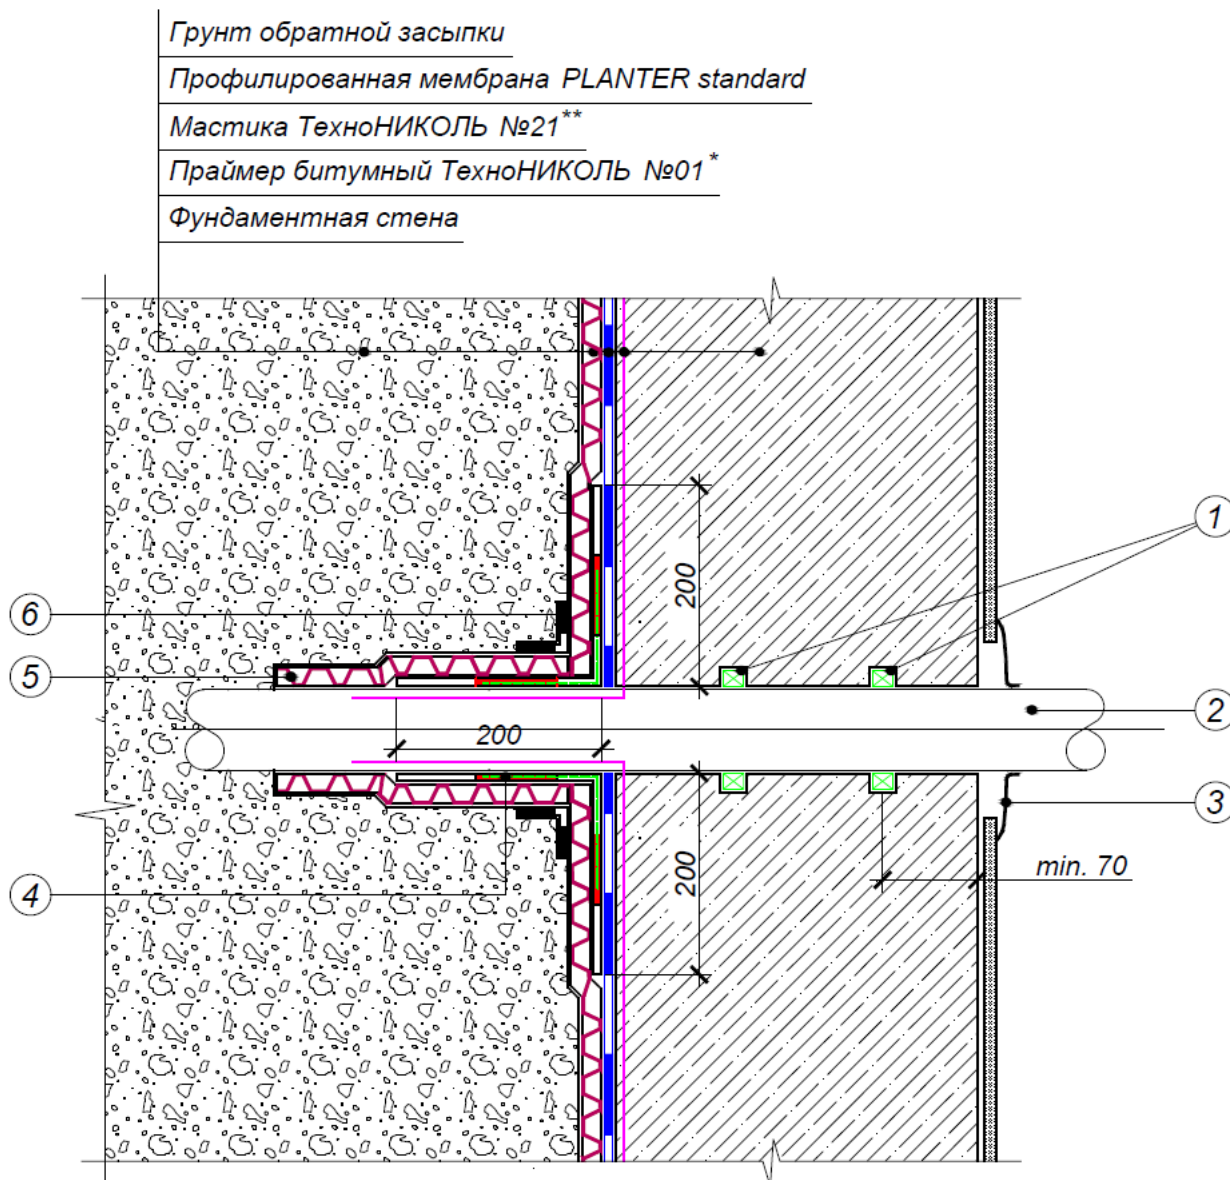 Грунт обратной засыпки
Профилированная мембрана PLANTER standard
Мастика ТехноНИКОЛЬ №21**
Праймер битумный ТехноНИКОЛЬ №01*
Фундаментная стена
1
200
6
5
2
200
3
200
min. 70
4